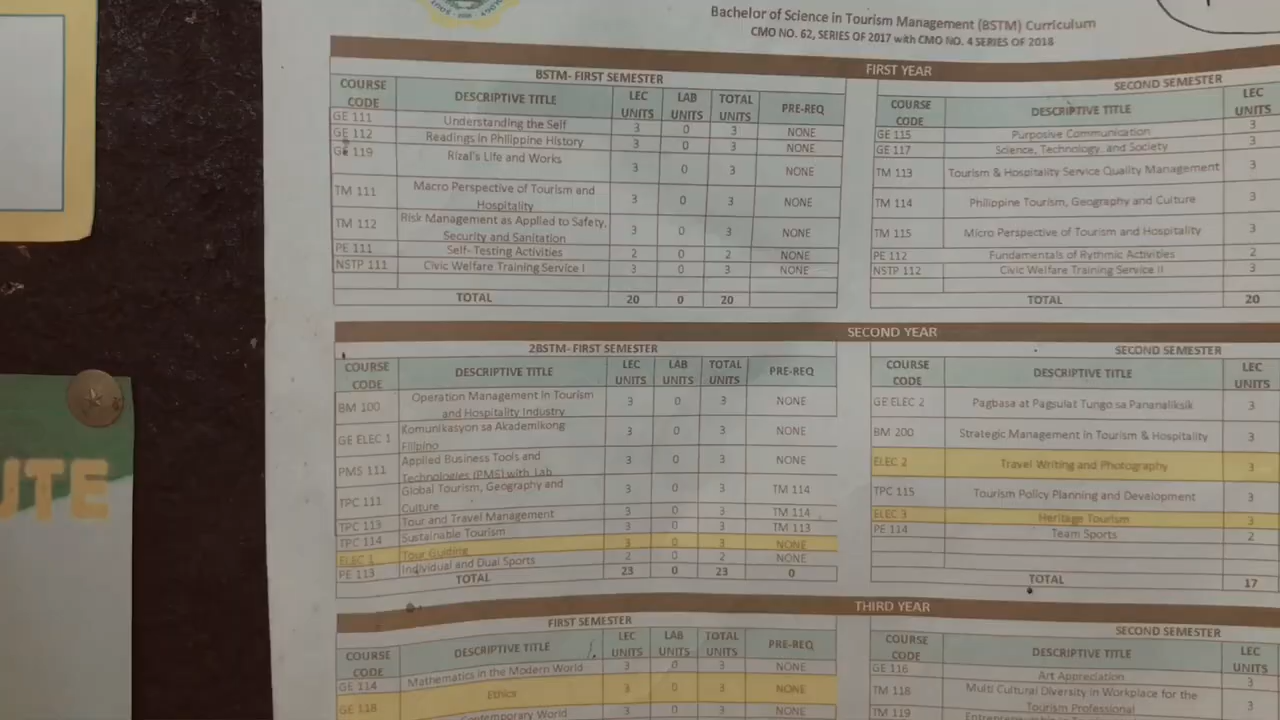 Bachelor of Science in Tourism Management (BSTM) Curriculum
CMO NO. 62, SERIES OF 2017 with CMO NO. 4 SERIES OF 2018
FIRST YEAR
BSTM- FIRST SEMESTER
COURSE CODE DESCRIPTIVE TITLE LEC UNITS LAB UNITS TOTAL UNITS PRE-REQ
GE 111 Understanding the Self 3 0 3 NONE
GE 112 Readings in Philippine History 3 0 3 NONE
GE 119 Rizal's Life and Works 3 0 3 NONE
TM 111 Macro Perspective of Tourism and Hospitality 3 0 3 NONE
TM 112 Risk Management as Applied to Safety, Security and Sanitation 3 0 3 NONE
PE 111 Self- Testing Activities 2 0 2 NONE
NSTP 111 Civic Welfare Training Service I 3 0 3 NONE
TOTAL 20 0 20
SECOND SEMESTER
COURSE CODE DESCRIPTIVE TITLE LEC UNITS
GE 115 Purposive Communication 3
GE 117 Science, Technology, and Society 3
TM 113 Tourism & Hospitality Service Quality Management 3
TM 114 Philippine Tourism, Geography and Culture 3
TM 115 Micro Perspective of Tourism and Hospitality 3
PE 112 Fundamentals of Rythmic Activities 2
NSTP 112 Civic Welfare Training Service II 3
TOTAL 20
SECOND YEAR
2BSTM- FIRST SEMESTER
COURSE CODE DESCRIPTIVE TITLE LEC UNITS LAB UNITS TOTAL UNITS PRE-REQ
BM 100 Operation Management in Tourism and Hospitality Industry 3 0 3 NONE
GE ELEC 1 Komunikasyon sa Akademikong Filipino 3 0 3 NONE
PMS 111 Applied Business Tools and Technologies (PMS) with Lab 3 0 3 NONE
TPC 111 Global Tourism, Geography and Culture 3 0 3 TM 114
TPC 113 Tour and Travel Management 3 0 3 TM 114
TPC 114 Sustainable Tourism 3 0 3 TM 113
ELEC 1 Tour Guiding 3 0 3 NONE
PE 113 Individual and Dual Sports 2 0 2 NONE
TOTAL 23 0 23 0
SECOND SEMESTER
COURSE CODE DESCRIPTIVE TITLE LEC UNITS
GE ELEC 2 Pagbasa at Pagsulat Tungo sa Pananaliksik 3
BM 200 Strategic Management in Tourism & Hospitality 3
ELEC 2 Travel Writing and Photography 3
TPC 115 Tourism Policy Planning and Development 3
ELEC 3 Heritage Tourism 3
PE 114 Team Sports 2
TOTAL 17
THIRD YEAR
FIRST SEMESTER
COURSE CODE DESCRIPTIVE TITLE LEC UNITS LAB UNITS TOTAL UNITS PRE-REQ
GE 114 Mathematics in the Modern World 3 0 3 NONE
GE 118 Ethics 3 0 3 NONE
World 3 0 3 NONE
SECOND SEMESTER
COURSE CODE DESCRIPTIVE TITLE LEC UNITS
GE 116 Art Appreciation 3
TM 118 Multi Cultural Diversity in Workplace for the Tourism Professional 3
TM 119
UTE